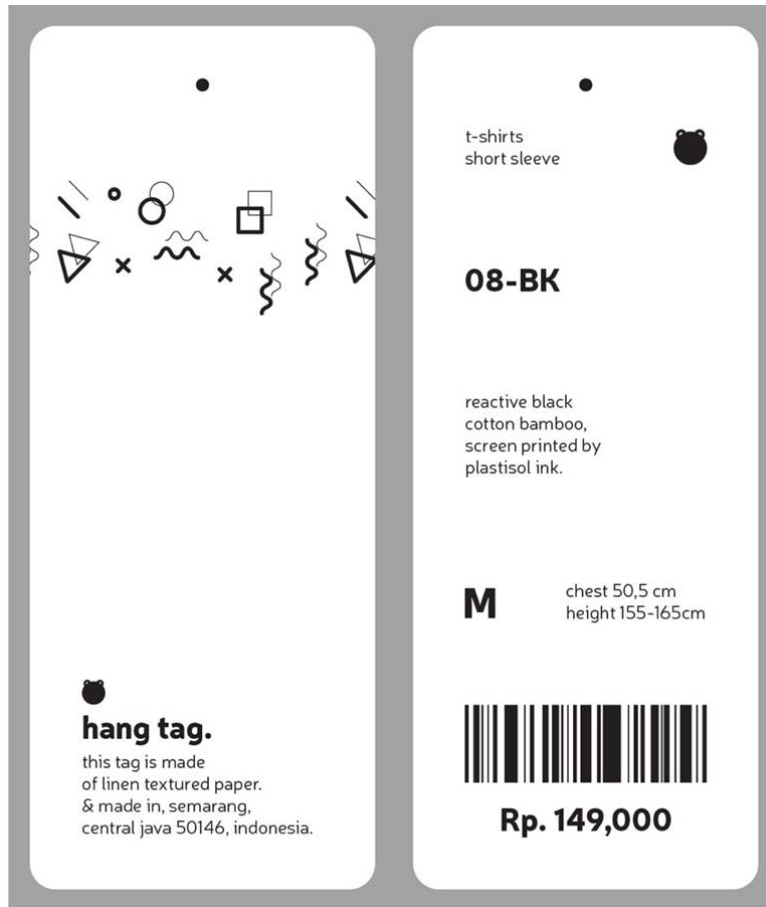 hang tag.
this tag is made
of linen textured paper.
& made in, semarang,
central java 50146, indonesia.
t-shirts
short sleeve
08-BK
reactive black
cotton bamboo,
screen printed by
plastisol ink.
M
chest 50,5 cm
height 155-165cm
Rp. 149,000